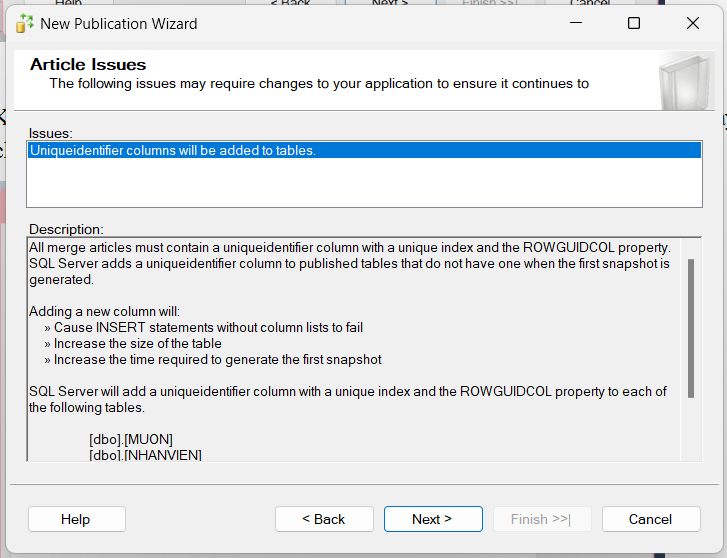 Help < Back Next > Finish >>| Cancel
New Publication Wizard
Article Issues
The following issues may require changes to your application to ensure it continues to
Issues:
Uniqueidentifier columns will be added to tables.
Description:
All merge articles must contain a uniqueidentifier column with a unique index and the ROWGUIDCOL property.
SQL Server adds a uniqueidentifier column to published tables that do not have one when the first snapshot is
generated.
Adding a new column will:
» Cause INSERT statements without column lists to fail
» Increase the size of the table
» Increase the time required to generate the first snapshot
SQL Server will add a uniqueidentifier column with a unique index and the ROWGUIDCOL property to each of
the following tables.
[dbo].[MUON]
[dbo].[NHANVIEN]
Help < Back Next > Finish >>| Cancel